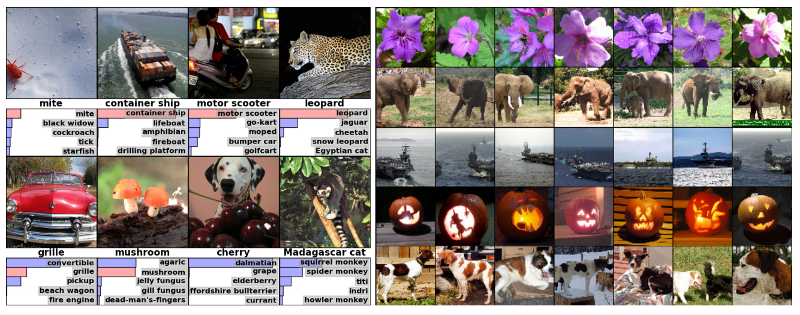 mite container ship motor scooter leopard
mite container ship motor scooter leopard
black widow lifeboat go-kart jaguar
cockroach amphibian moped cheetah
tick fireboat bumper car snow leopard
starfish drilling platform golfcart Egyptian cat
grille mushroom cherry Madagascar cat
convertible agaric dalmatian squirrel monkey
grille mushroom grape spider monkey
pickup jelly fungus elderberry titi
beach wagon gill fungus ffordshire bullterrier indri
fire engine dead-man's-fingers currant howler monkey